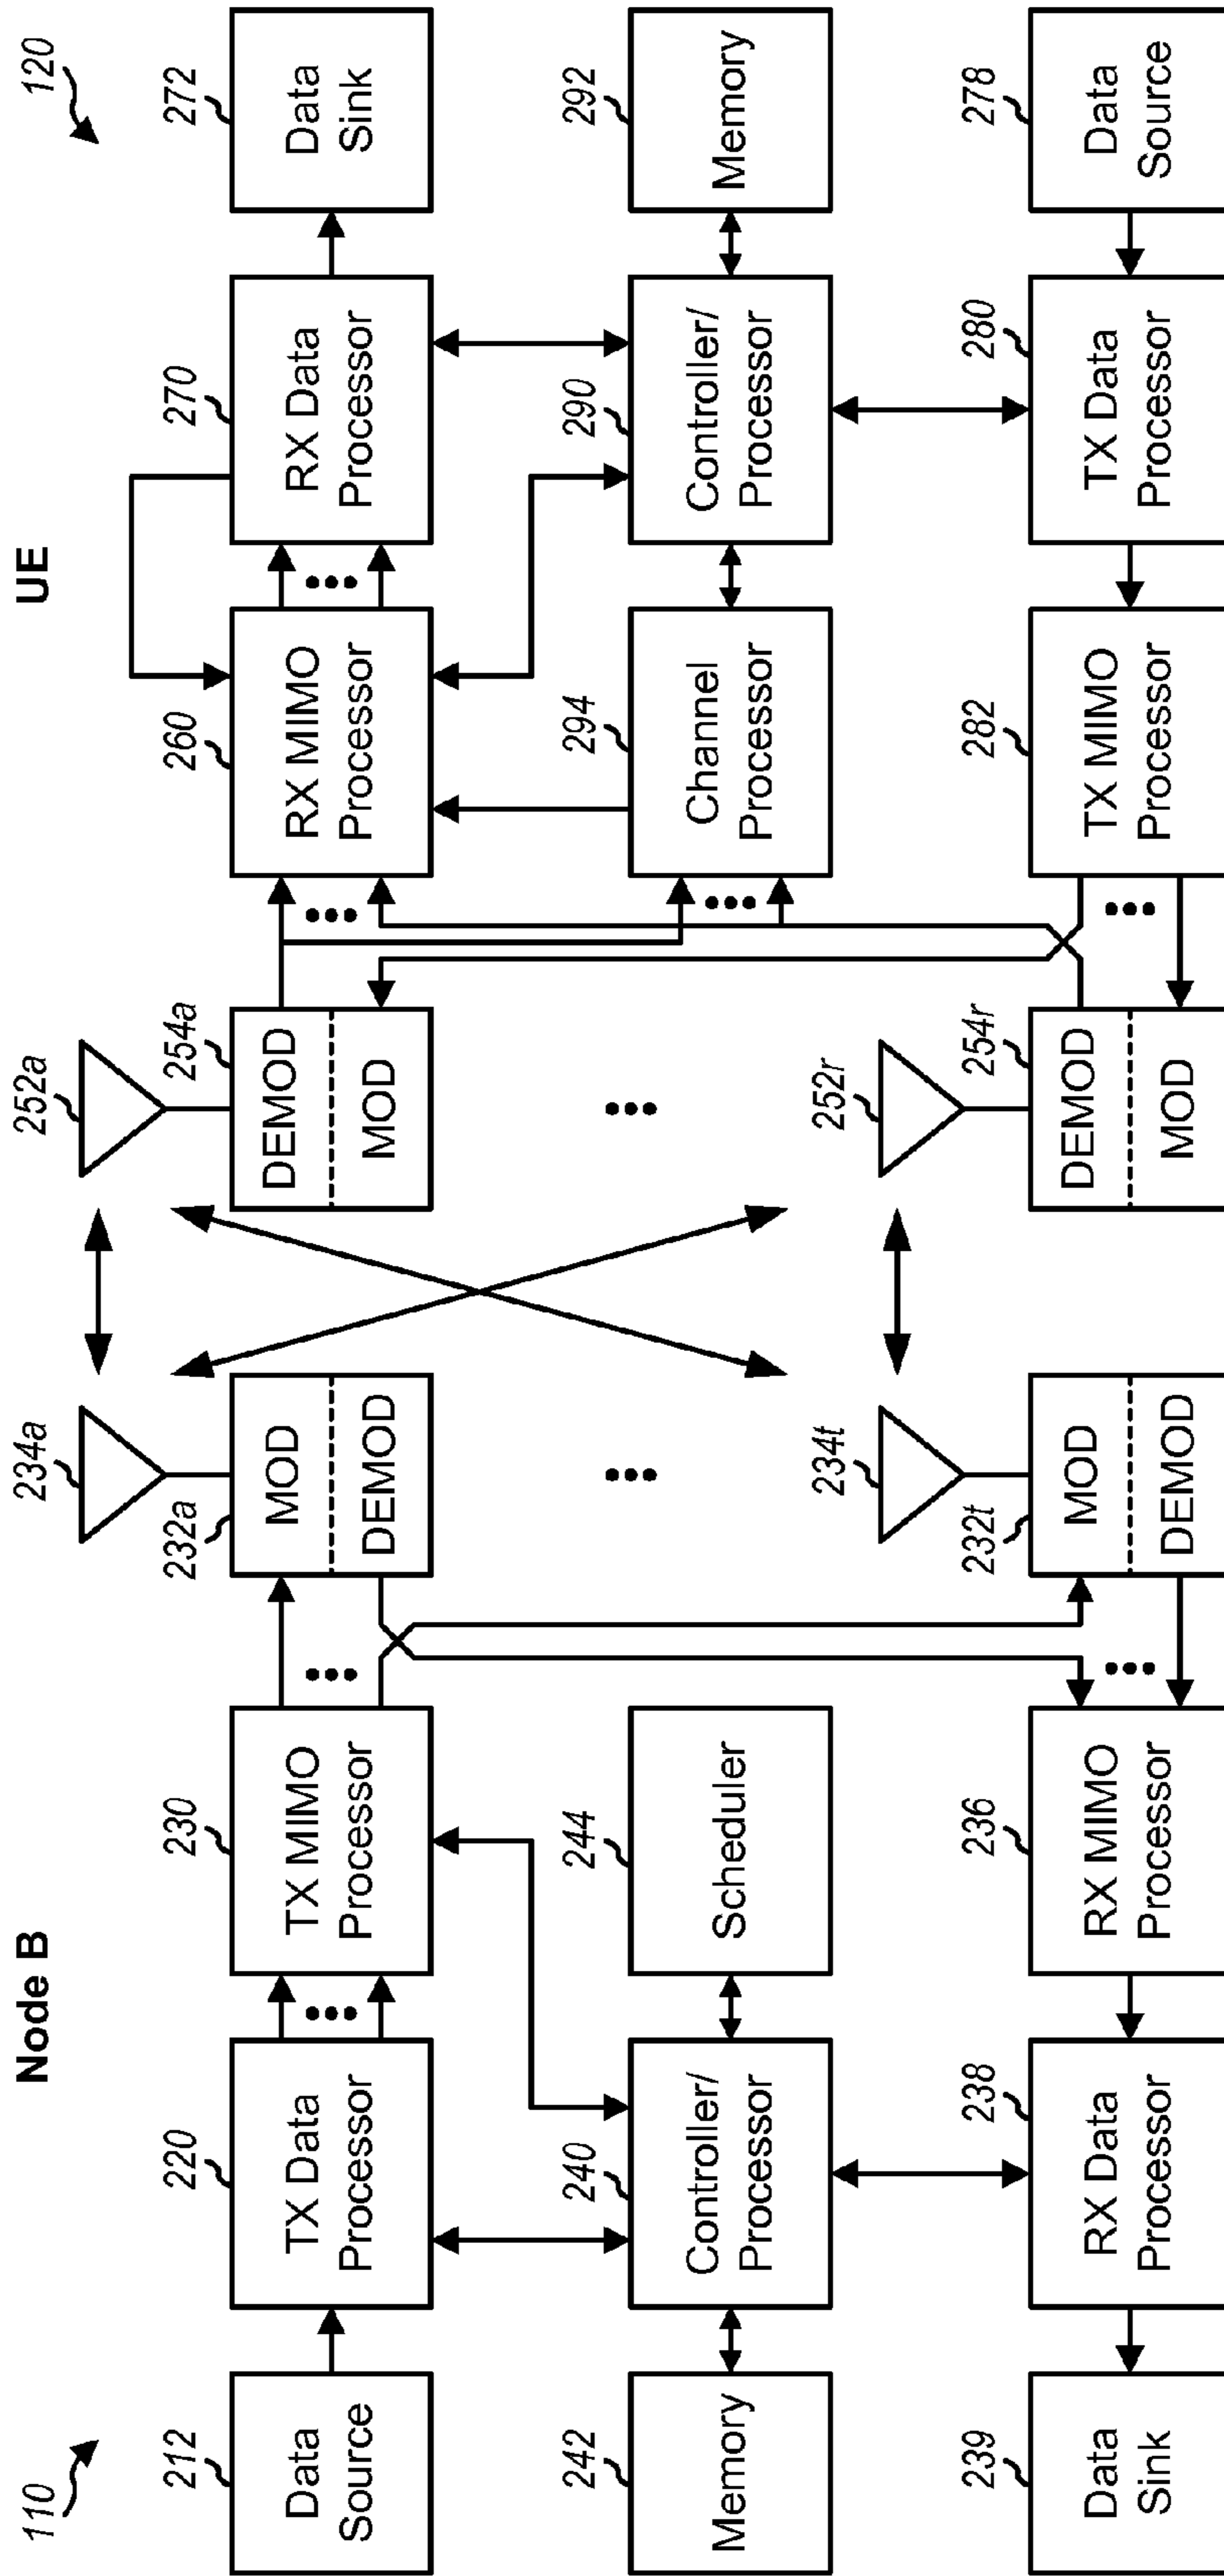 Node B
UE
110
120
212
Data
Source
220
TX Data
Processor
230
TX MIMO
Processor
234a
232a
MOD
DEMOD
252a
254a
DEMOD
MOD
260
RX MIMO
Processor
270
RX Data
Processor
272
Data
Sink
242
Memory
240
Controller/
Processor
244
Scheduler
294
Channel
Processor
290
Controller/
Processor
292
Memory
239
Data
Sink
238
RX Data
Processor
236
RX MIMO
Processor
234t
232t
MOD
DEMOD
252r
254r
DEMOD
MOD
282
TX MIMO
Processor
280
TX Data
Processor
278
Data
Source